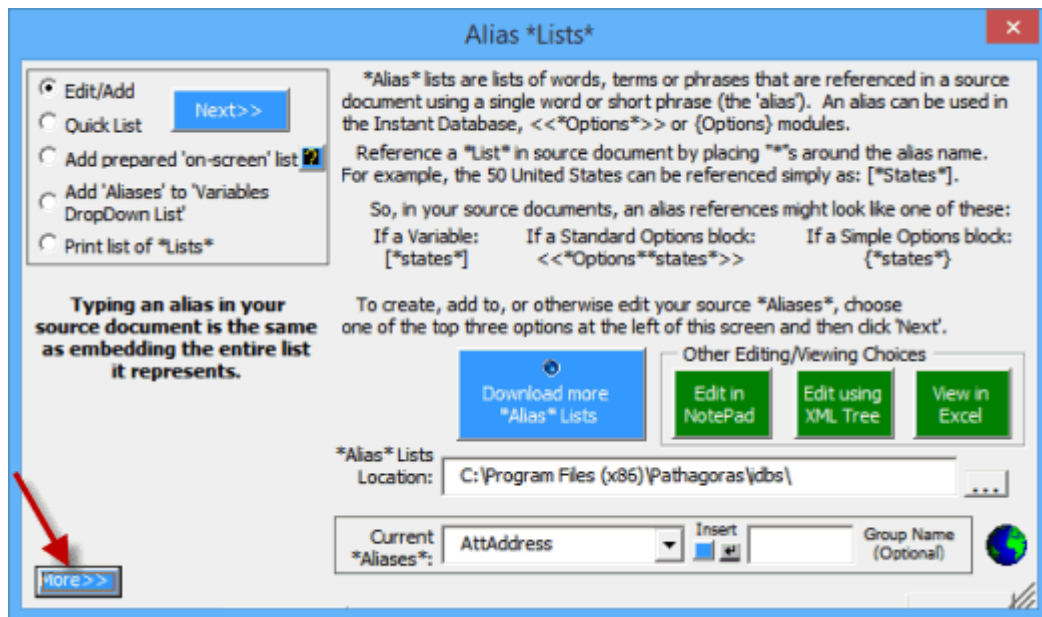 Alias *Lists*
Edit/Add
Next>>
Quick List
Add prepared 'on-screen' list
Add 'Aliases' to 'Variables
DropDown List'
Print list of *Lists*
*Alias* lists are lists of words, terms or phrases that are referenced in a source
document using a single word or short phrase (the 'alias'). An alias can be used in
the Instant Database, <<*Options*>> or {Options} modules.
Reference a *List* in source document by placing "*"s around the alias name.
For example, the 50 United States can be referenced simply as: [*States*].
So, in your source documents, an alias references might look like one of these:
If a Variable: If a Standard Options block: If a Simple Options block:
[*states*] <<*Options**states*>> {*states*}
Typing an alias in your
source document is the same
as embedding the entire list
it represents.
To create, add to, or otherwise edit your source *Aliases*, choose
one of the top three options at the left of this screen and then click 'Next'.
Download more
*Alias* Lists
Other Editing/Viewing Choices
Edit in
NotePad
Edit using
XML Tree
View in
Excel
*Alias* Lists
Location:
C:\Program Files (x86)\Pathagoras\idbs\
...
Current
*Aliases*:
AttAddress
Insert
Group Name
(Optional)
More>>